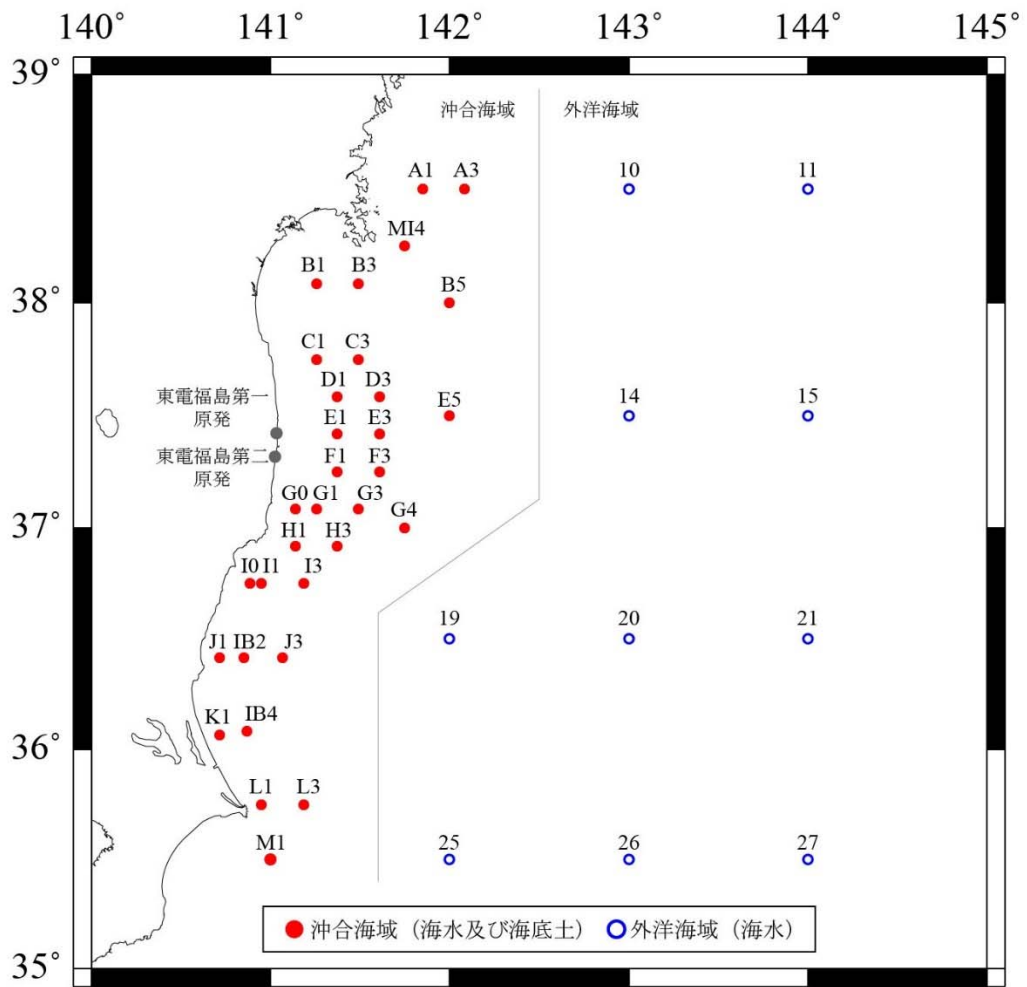 140° 141° 142° 143° 144° 145°
39°
沖合海域 外洋海域
A1 A3 10 11
MI4
B1 B3
B5
38°
C1 C3
D1 D3
東電福島第一
原発
E5 14 15
E1 E3
東電福島第二
原発
F1 F3
G0 G1 G3
G4
37°
H1 H3
I0 I1 I3
19 20 21
J1 IB2 J3
K1 IB4
36°
L1 L3
M1 25 26 27
沖合海域（海水及び海底土） 外洋海域（海水）
35°